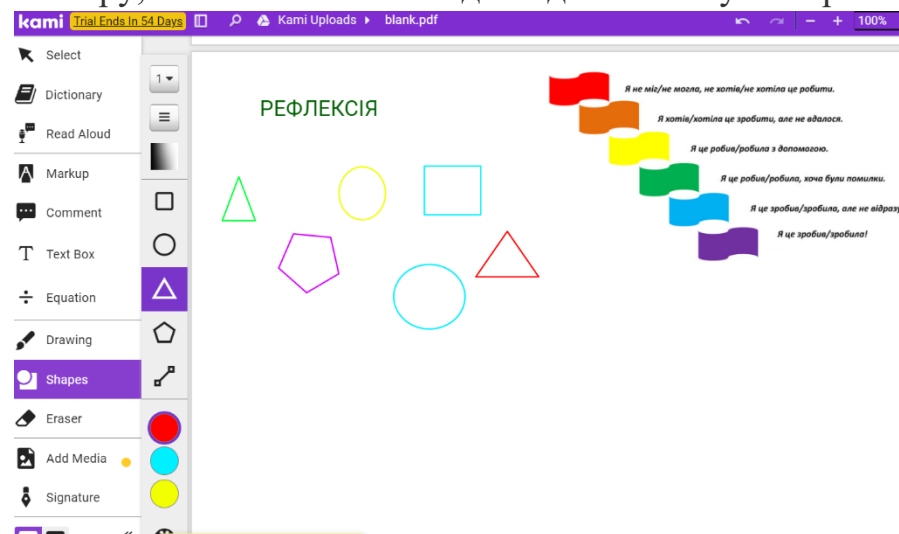 kami Trial Ends In 54 Days Kami Uploads blank.pdf 100%
Select
Dictionary
Read Aloud
Markup
Comment
Text Box
Equation
Drawing
Shapes
Eraser
Add Media
Signature
1
РЕФЛЕКСІЯ
Я не міг/не могла, не хотів/не хотіла це робити.
Я хотів/хотіла це зробити, але не вдалося.
Я це робив/робила з допомогою.
Я це робив/робила, хоча були помилки.
Я це зробив/зробила, але не відразу
Я це зробив/зробила!